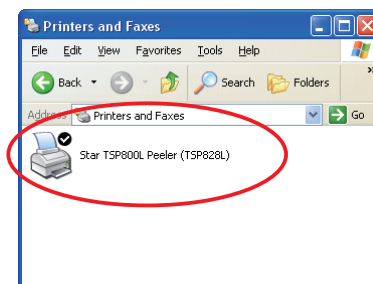 Printers and Faxes
File Edit View Favorites Tools Help
Back Search Folders »
Address Printers and Faxes Go
Star TSP800L Peeler (TSP828L)